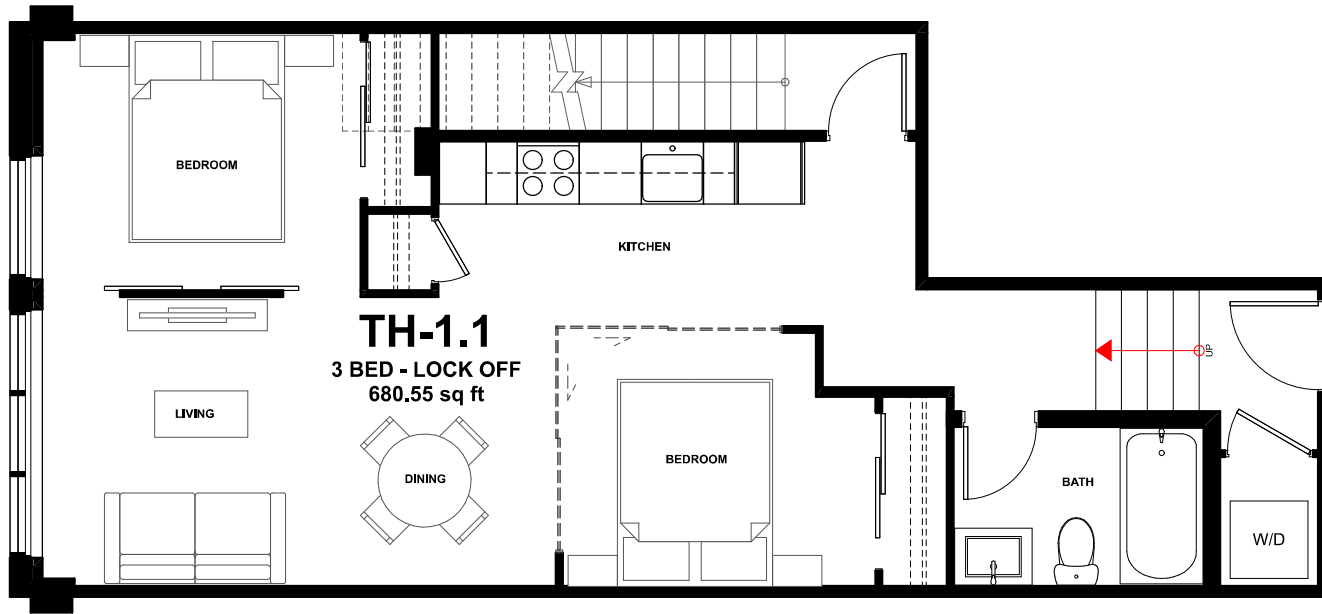 BEDROOM
KITCHEN
TH-1.1
3 BED - LOCK OFF
680.55 sq ft
UP
LIVING
DINING
BEDROOM
BATH
W/D